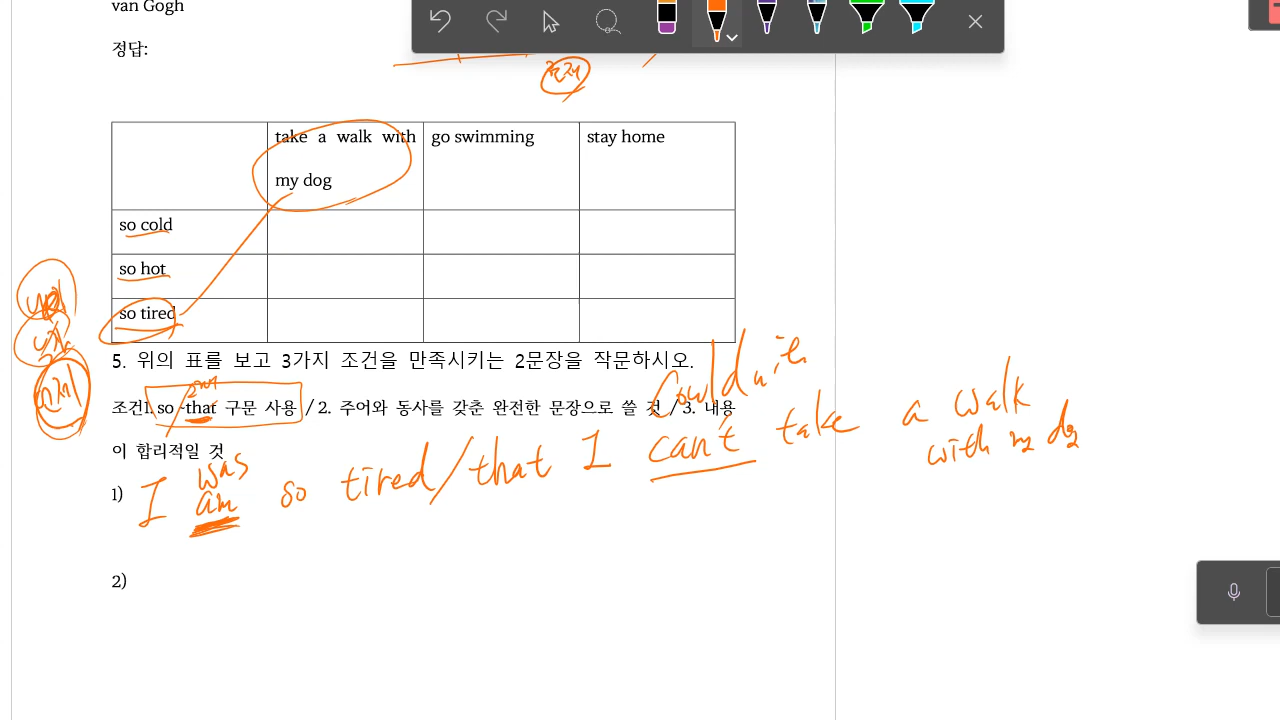 van Gogh
정답:
take a walk with my dog
go swimming
stay home
so cold
so hot
so tired
5. 위의 표를 보고 3가지 조건을 만족시키는 2문장을 작문하시오.
조건1. so -that 구문 사용 / 2. 주어와 동사를 갖춘 완전한 문장으로 쓸 것 / 3. 내용
이 합리적일 것
was
couldn't
1) I am so tired / that I can't take a walk
with my dog
2)